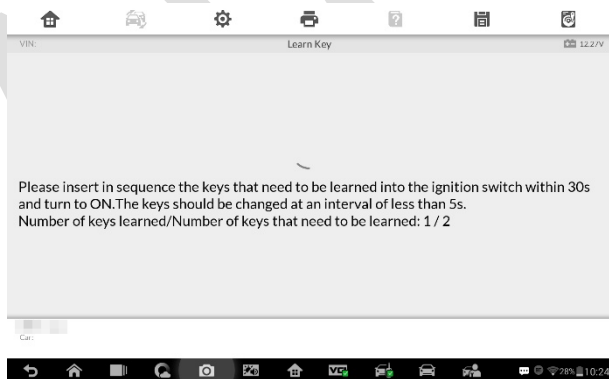 VIN:
Learn Key
12.27V
Please insert in sequence the keys that need to be learned into the ignition switch within 30s
and turn to ON.The keys should be changed at an interval of less than 5s.
Number of keys learned/Number of keys that need to be learned: 1 / 2
Car:
28% 10:24